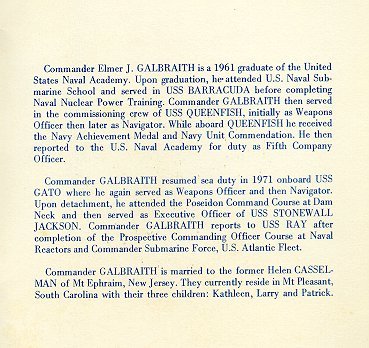 Commander Elmer J. GALBRAITH is a 1961 graduate of the United
States Naval Academy. Upon graduation, he attended U.S. Naval Sub-
marine School and served in USS BARRACUDA before completing
Naval Nuclear Power Training. Commander GALBRAITH then served
in the commissioning crew of USS QUEENFISH, initially as Weapons
Officer then later as Navigator. While aboard QUEENFISH he received
the Navy Achievement Medal and Navy Unit Commendation. He then
reported to the U.S. Naval Academy for duty as Fifth Company
Officer.
Commander GALBRAITH resumed sea duty in 1971 onboard USS
GATO where he again served as Weapons Officer and then Navigator.
Upon detachment, he attended the Poseidon Command Course at Dam
Neck and then served as Executive Officer of USS STONEWALL
JACKSON. Commander GALBRAITH reports to USS RAY after
completion of the Prospective Commanding Officer Course at Naval
Reactors and Commander Submarine Force, U.S. Atlantic Fleet.
Commander GALBRAITH is married to the former Helen CASSEL-
MAN of Mt Ephraim, New Jersey. They currently reside in Mt Pleasant,
South Carolina with their three children: Kathleen, Larry and Patrick.